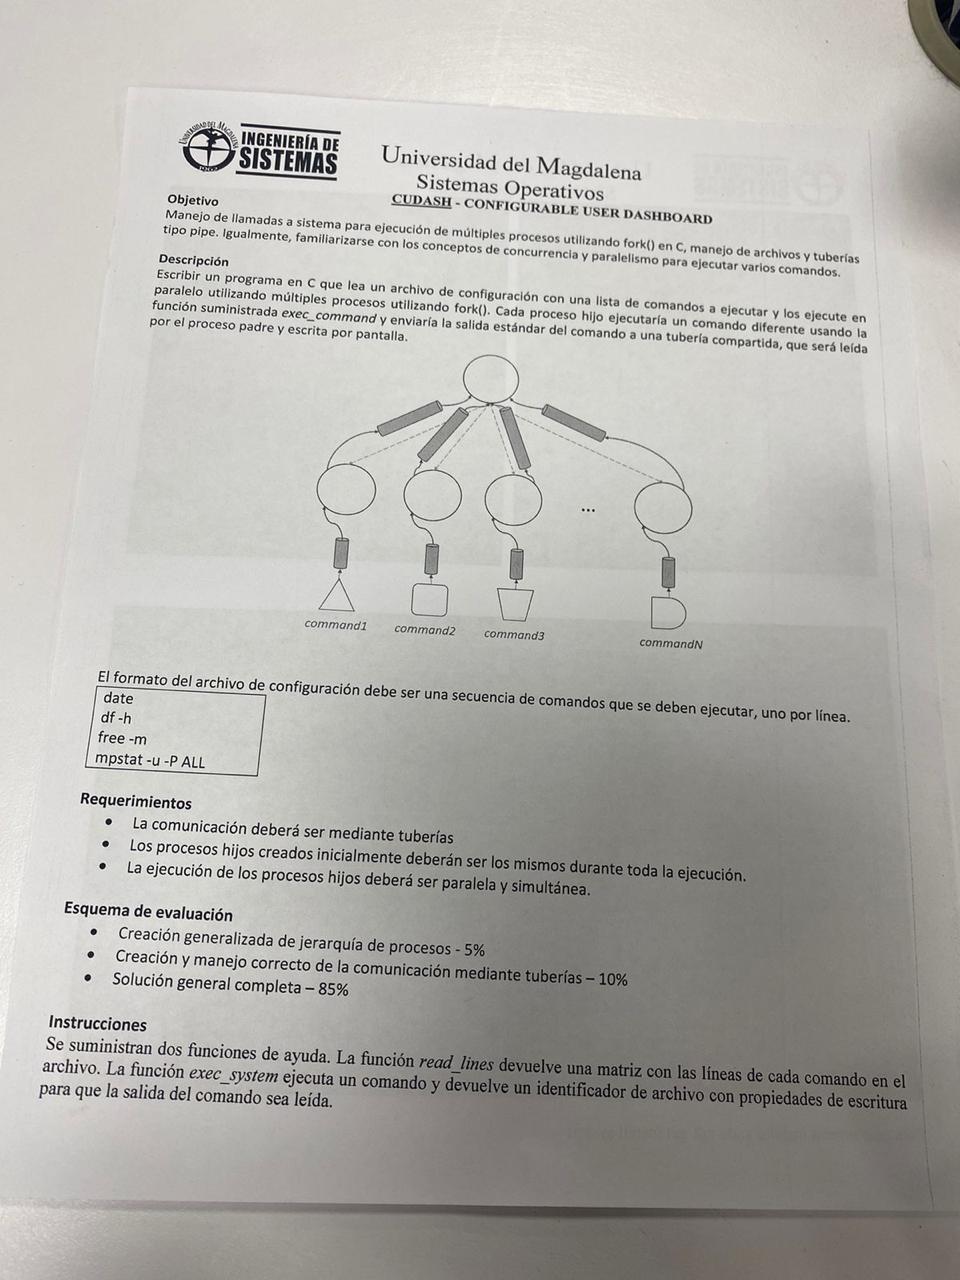 UNIVERSIDAD DEL MAGDALENA
INGENIERÍA DE
SISTEMAS
Universidad del Magdalena
Sistemas Operativos
CUDASH - CONFIGURABLE USER DASHBOARD
Objetivo
Manejo de llamadas a sistema para ejecución de múltiples procesos utilizando fork() en C, manejo de archivos y tuberías
tipo pipe. Igualmente, familiarizarse con los conceptos de concurrencia y paralelismo para ejecutar varios comandos.
Descripción
Escribir un programa en C que lea un archivo de configuración con una lista de comandos a ejecutar y los ejecute en
paralelo utilizando múltiples procesos utilizando fork(). Cada proceso hijo ejecutaría un comando diferente usando la
función suministrada exec_command y enviaría la salida estándar del comando a una tubería compartida, que será leída
por el proceso padre y escrita por pantalla.
...
command1
command2
command3
commandN
El formato del archivo de configuración debe ser una secuencia de comandos que se deben ejecutar, uno por línea.
date
df -h
free -m
mpstat -u -P ALL
Requerimientos
• La comunicación deberá ser mediante tuberías
• Los procesos hijos creados inicialmente deberán ser los mismos durante toda la ejecución.
• La ejecución de los procesos hijos deberá ser paralela y simultánea.
Esquema de evaluación
• Creación generalizada de jerarquía de procesos - 5%
• Creación y manejo correcto de la comunicación mediante tuberías – 10%
• Solución general completa – 85%
Instrucciones
Se suministran dos funciones de ayuda. La función read_lines devuelve una matriz con las líneas de cada comando en el
archivo. La función exec_system ejecuta un comando y devuelve un identificador de archivo con propiedades de escritura
para que la salida del comando sea leída.